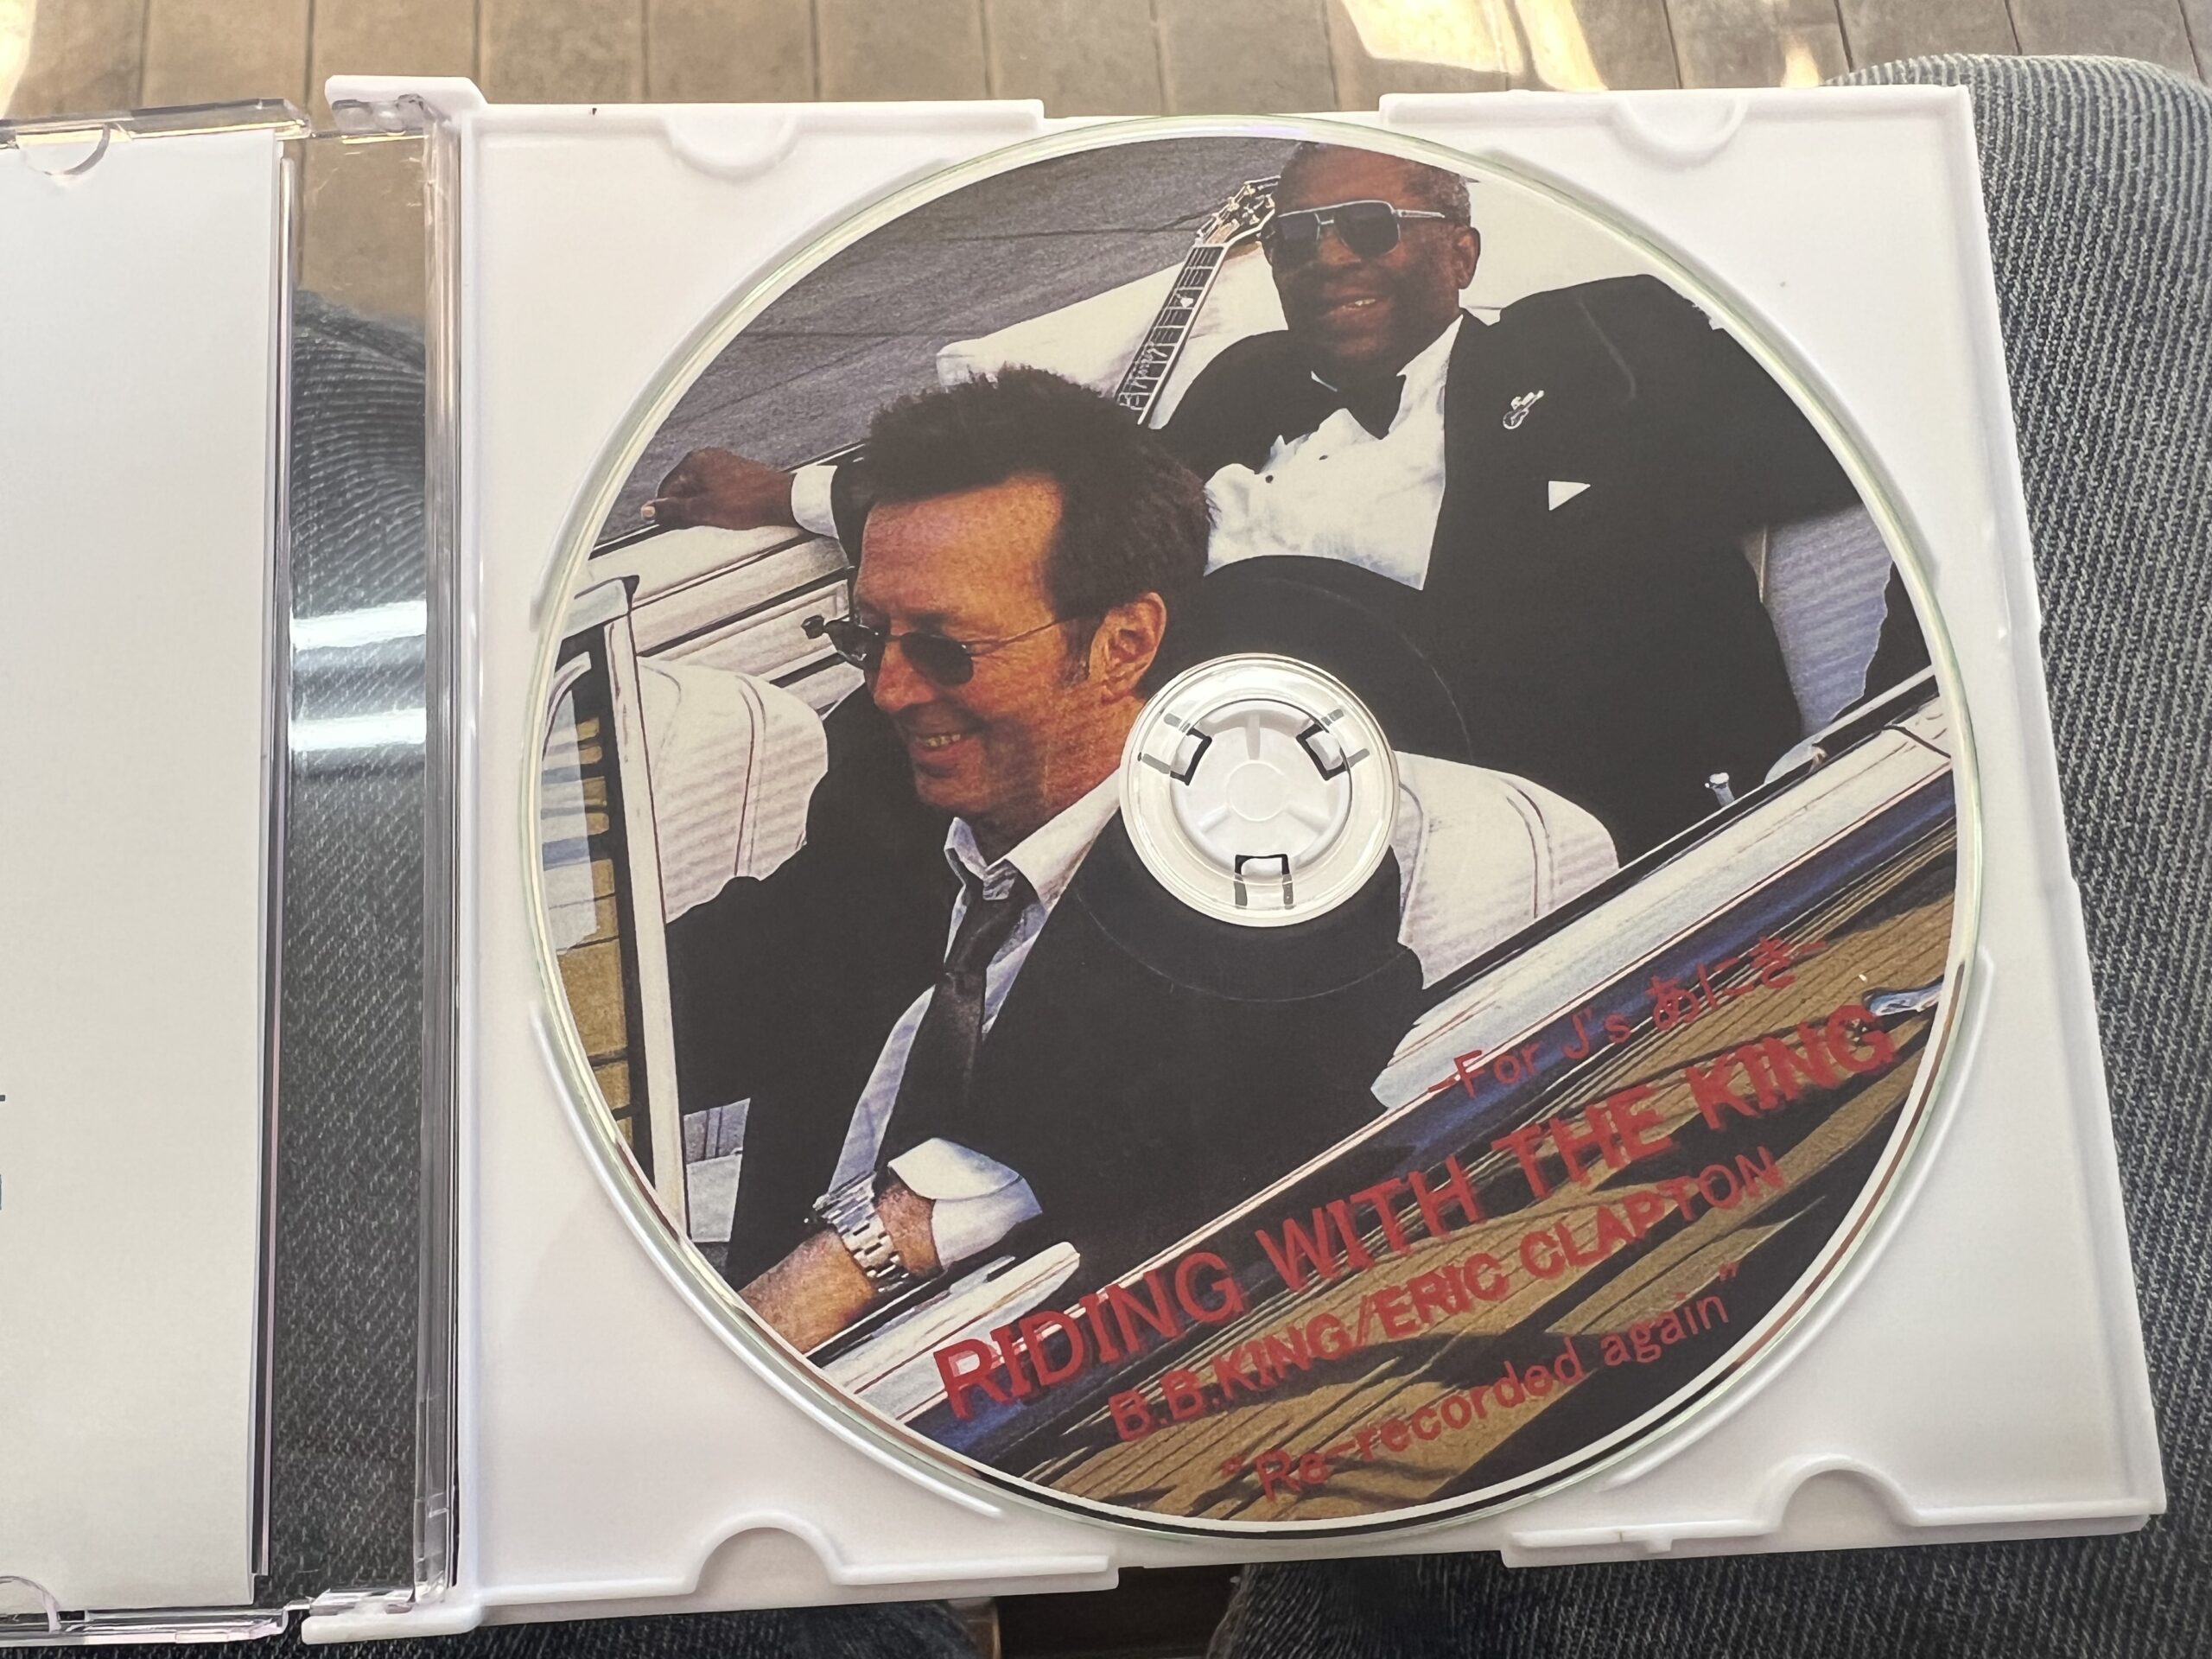 -For J's あにき-
RIDING WITH THE KING
B.B.KING/ERIC CLAPTON
"Re-recorded again"